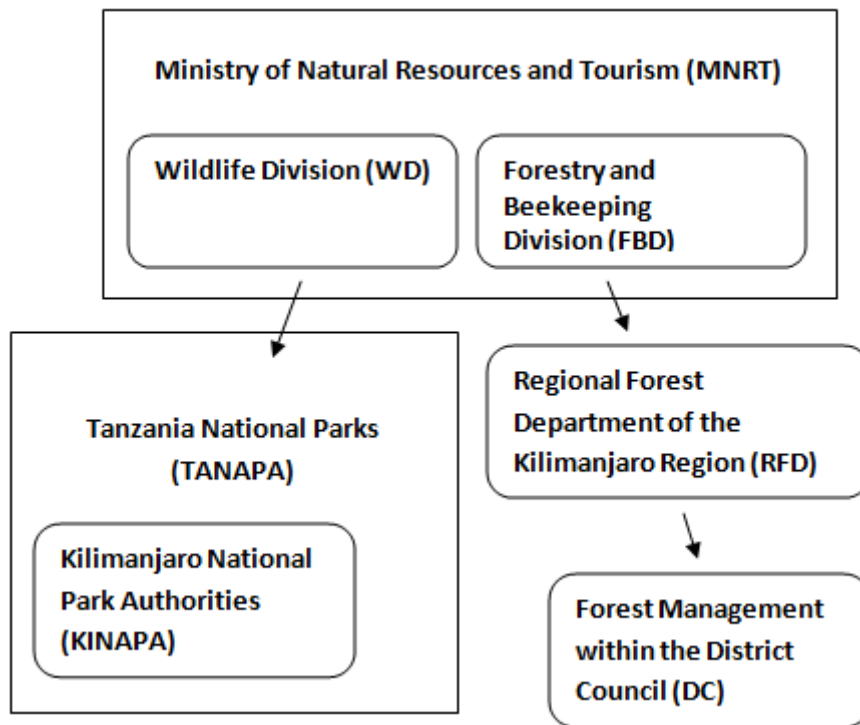 Ministry of Natural Resources and Tourism (MNRT)
Wildlife Division (WD)
Forestry and
Beekeeping
Division (FBD)
Tanzania National Parks
(TANAPA)
Kilimanjaro National
Park Authorities
(KINAPA)
Regional Forest
Department of the
Kilimanjaro Region (RFD)
Forest Management
within the District
Council (DC)